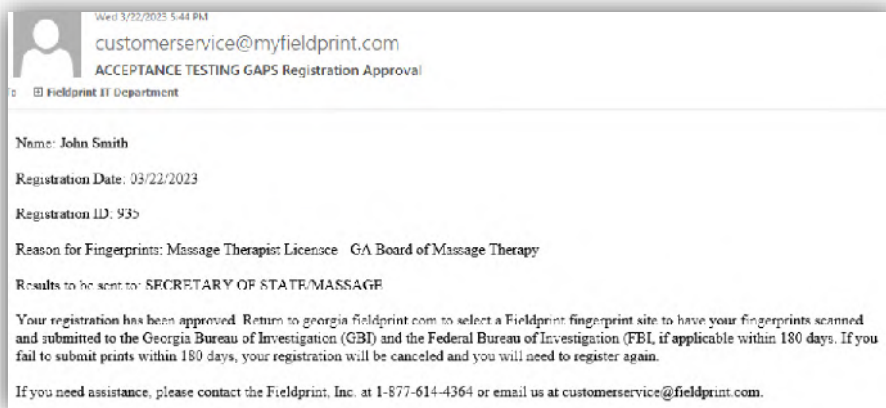 Wed 3/22/2023 5:44 PM
customerservice@myfieldprint.com
ACCEPTANCE TESTING GAPS Registration Approval
To Fieldprint IT Department
Name: John Smith
Registration Date: 03/22/2023
Registration ID: 935
Reason for Fingerprints: Massage Therapist Licensee GA Board of Massage Therapy
Results to be sent to: SECRETARY OF STATE/MASSAGE
Your registration has been approved. Return to georgia.fieldprint.com to select a Fieldprint fingerprint site to have your fingerprints scanned
and submitted to the Georgia Bureau of Investigation (GBI) and the Federal Bureau of Investigation (FBI, if applicable within 180 days. If you
fail to submit prints within 180 days, your registration will be canceled and you will need to register again.
If you need assistance, please contact the Fieldprint, Inc. at 1-877-614-4364 or email us at customerservice@fieldprint.com.